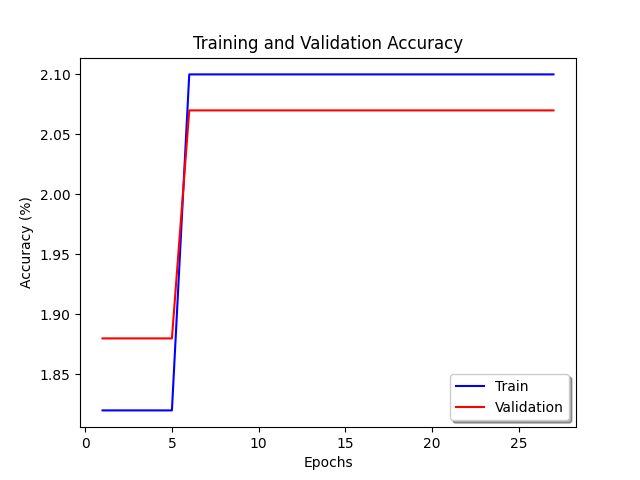 Training and Validation Accuracy
2.10
2.05
2.00
1.95
1.90
1.85
Accuracy (%)
0 5 10 15 20 25
Epochs
Train
Validation